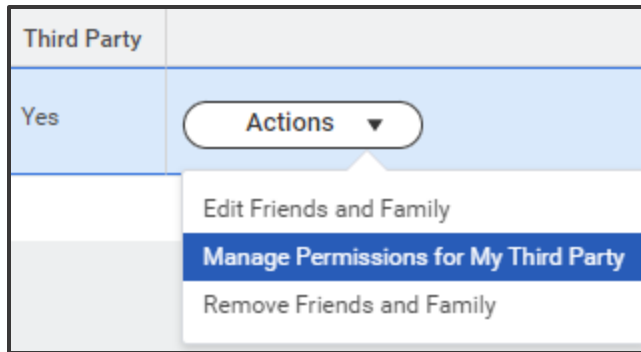 Third Party
Yes
Actions
Edit Friends and Family
Manage Permissions for My Third Party
Remove Friends and Family